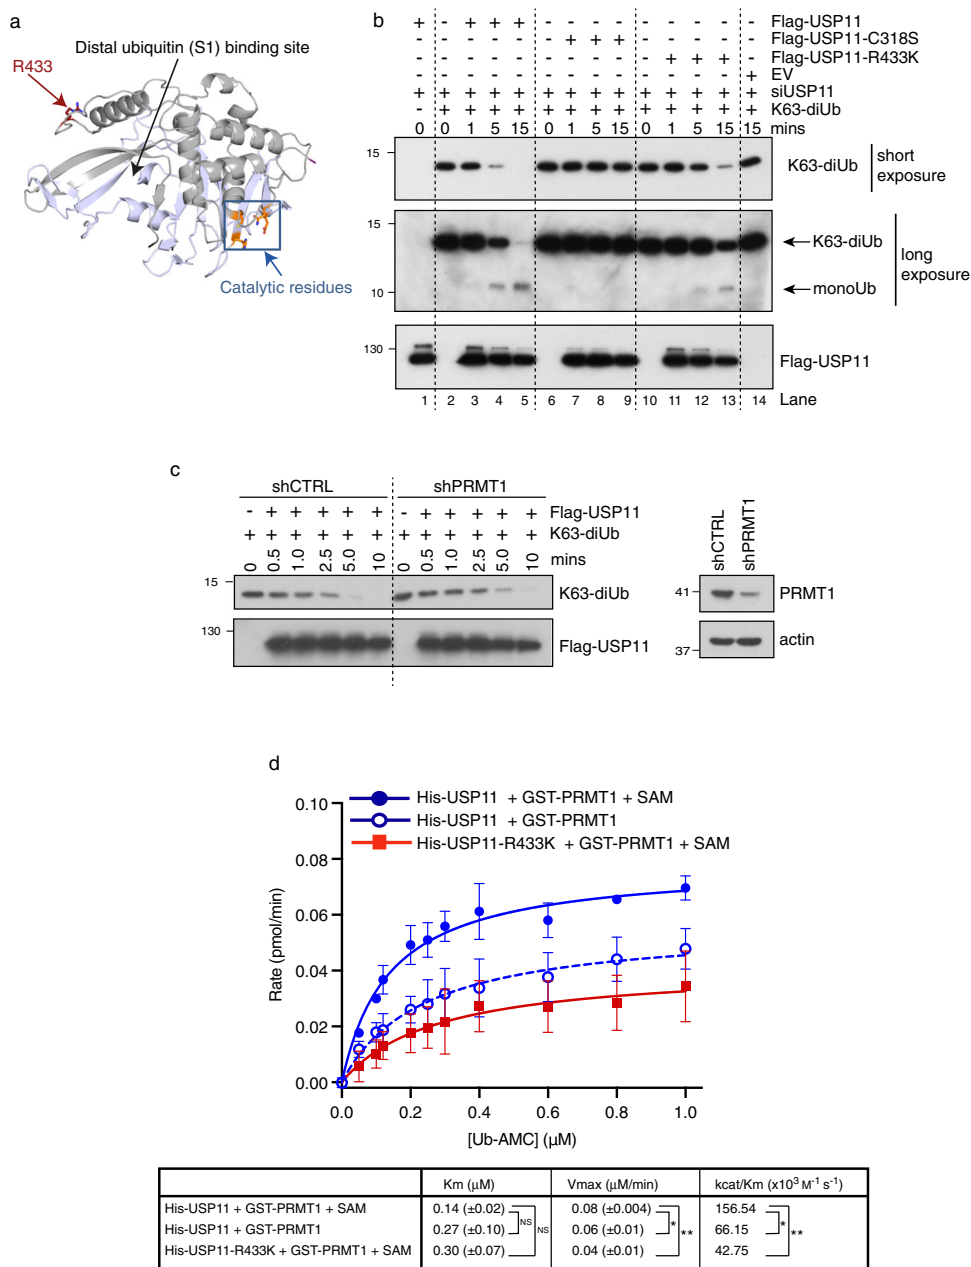 a
Distal ubiquitin (S1) binding site
R433
Catalytic residues
b
+ - + + + - - - - - - - - - Flag-USP11
- - - - - - + + + - - - - - Flag-USP11-C318S
- - - - - - - - - - + + + - Flag-USP11-R433K
- - - - - - - - - - - - - + EV
+ + + + + + + + + + + + + + siUSP11
- + + + + + + + + + + + + + K63-diUb
0 0 1 5 15 0 1 5 15 0 1 5 15 15 mins
15
K63-diUb
short
exposure
15
K63-diUb
long
exposure
10
monoUb
130
Flag-USP11
1 2 3 4 5 6 7 8 9 10 11 12 13 14 Lane
c
shCTRL shPRMT1
- + + + + + - + + + + + Flag-USP11
+ + + + + + + + + + + + K63-diUb
0 0.5 1.0 2.5 5.0 10 0 0.5 1.0 2.5 5.0 10 mins
15
K63-diUb
130
Flag-USP11
shCTRL
shPRMT1
41
PRMT1
37
actin
d
His-USP11 + GST-PRMT1 + SAM
His-USP11 + GST-PRMT1
His-USP11-R433K + GST-PRMT1 + SAM
Rate (pmol/min)
0.10
0.08
0.06
0.04
0.02
0.00
0.0 0.2 0.4 0.6 0.8 1.0
[Ub-AMC] (μM)
Km (μM) Vmax (μM/min) kcat/Km (x10³ M⁻¹ s⁻¹)
His-USP11 + GST-PRMT1 + SAM 0.14 (±0.02) 0.08 (±0.004) 156.54
His-USP11 + GST-PRMT1 0.27 (±0.10) NS NS 0.06 (±0.01) * ** 66.15 * **
His-USP11-R433K + GST-PRMT1 + SAM 0.30 (±0.07) 0.04 (±0.01) 42.75